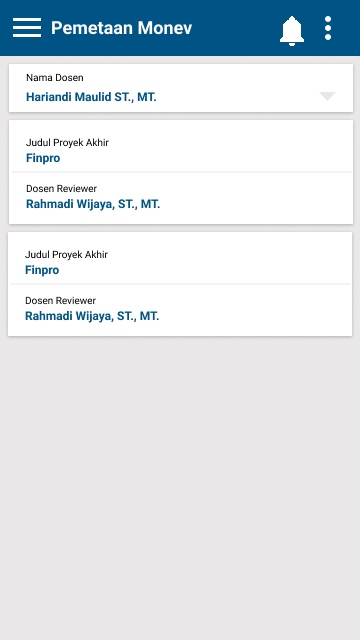 Pemetaan Monev
Nama Dosen
Hariandi Maulid ST., MT.
Judul Proyek Akhir
Finpro
Dosen Reviewer
Rahmadi Wijaya, ST., MT.
Judul Proyek Akhir
Finpro
Dosen Reviewer
Rahmadi Wijaya, ST., MT.